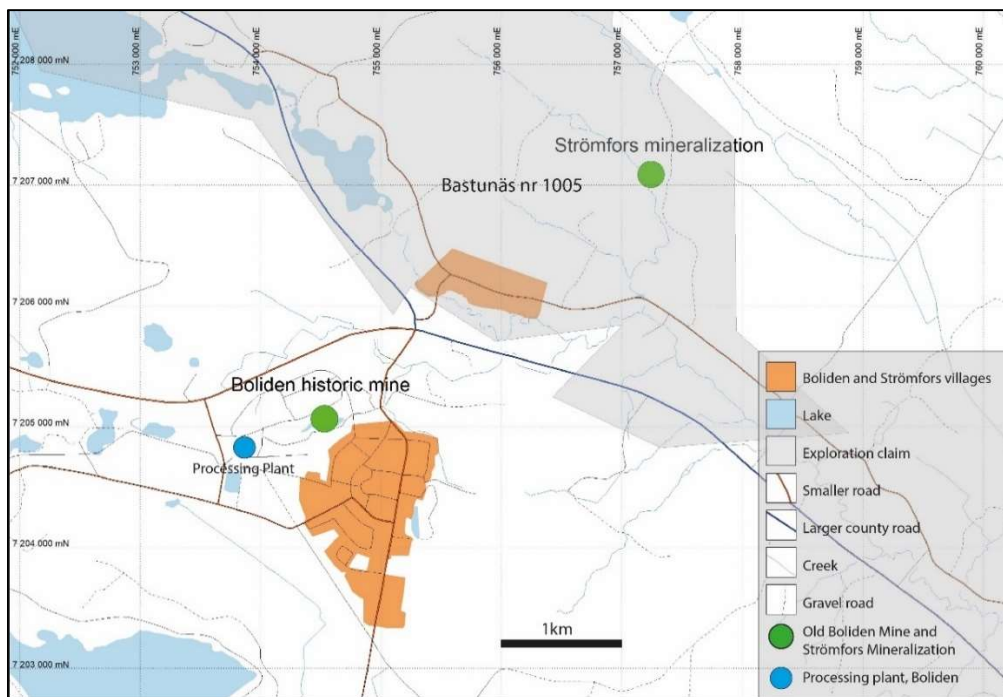 752 000 mE
753 000 mE
754 000 mE
755 000 mE
756 000 mE
757 000 mE
758 000 mE
759 000 mE
760 000 mE
7 208 000 mN
Strömfors mineralization
7 207 000 mN
Bastunäs nr 1005
7 206 000 mN
Boliden historic mine
7 205 000 mN
Processing Plant
7 204 000 mN
1km
7 203 000 mN
Boliden and Strömfors villages
Lake
Exploration claim
Smaller road
Larger county road
Creek
Gravel road
Old Boliden Mine and
Strömfors Mineralization
Processing plant, Boliden